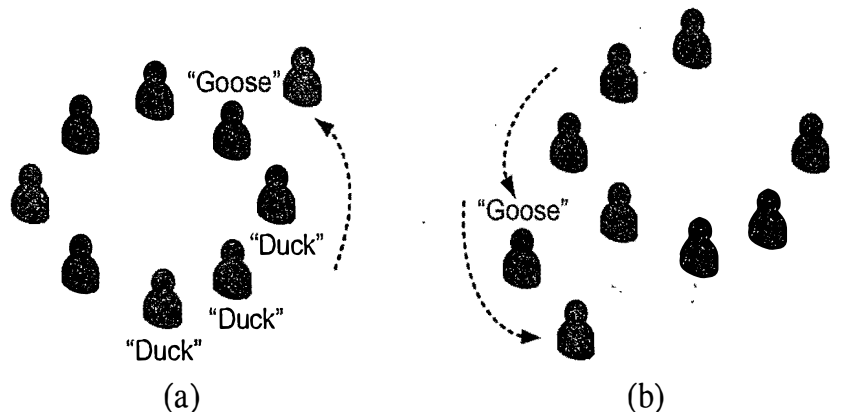 “Goose”
“Duck”
“Duck”
“Duck”
(a)
“Goose”
(b)